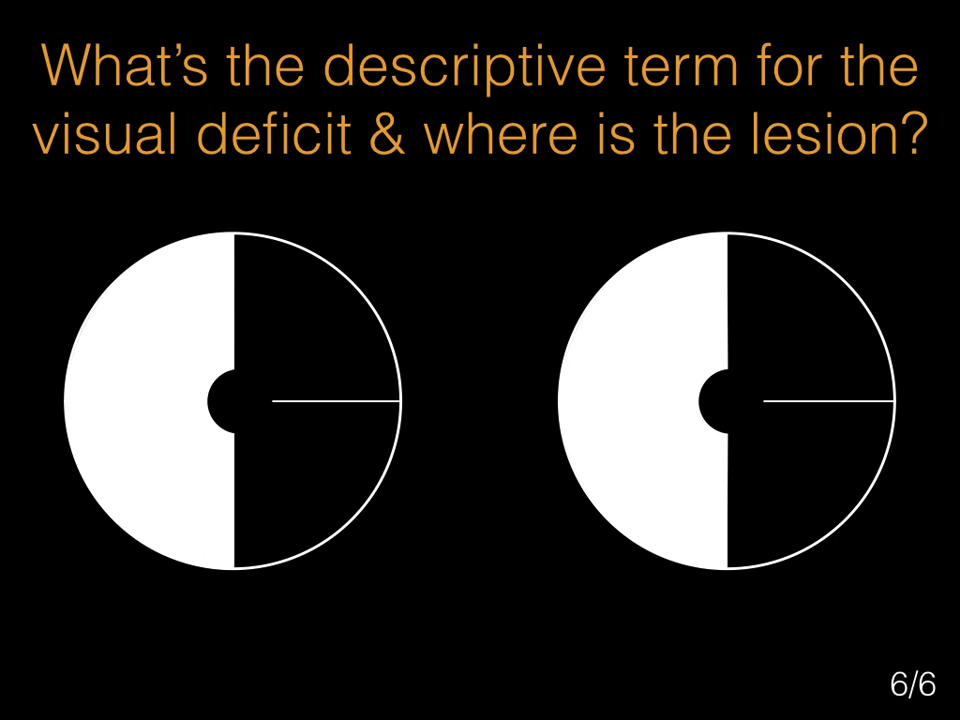 What’s the descriptive term for the
visual deficit & where is the lesion?
6/6